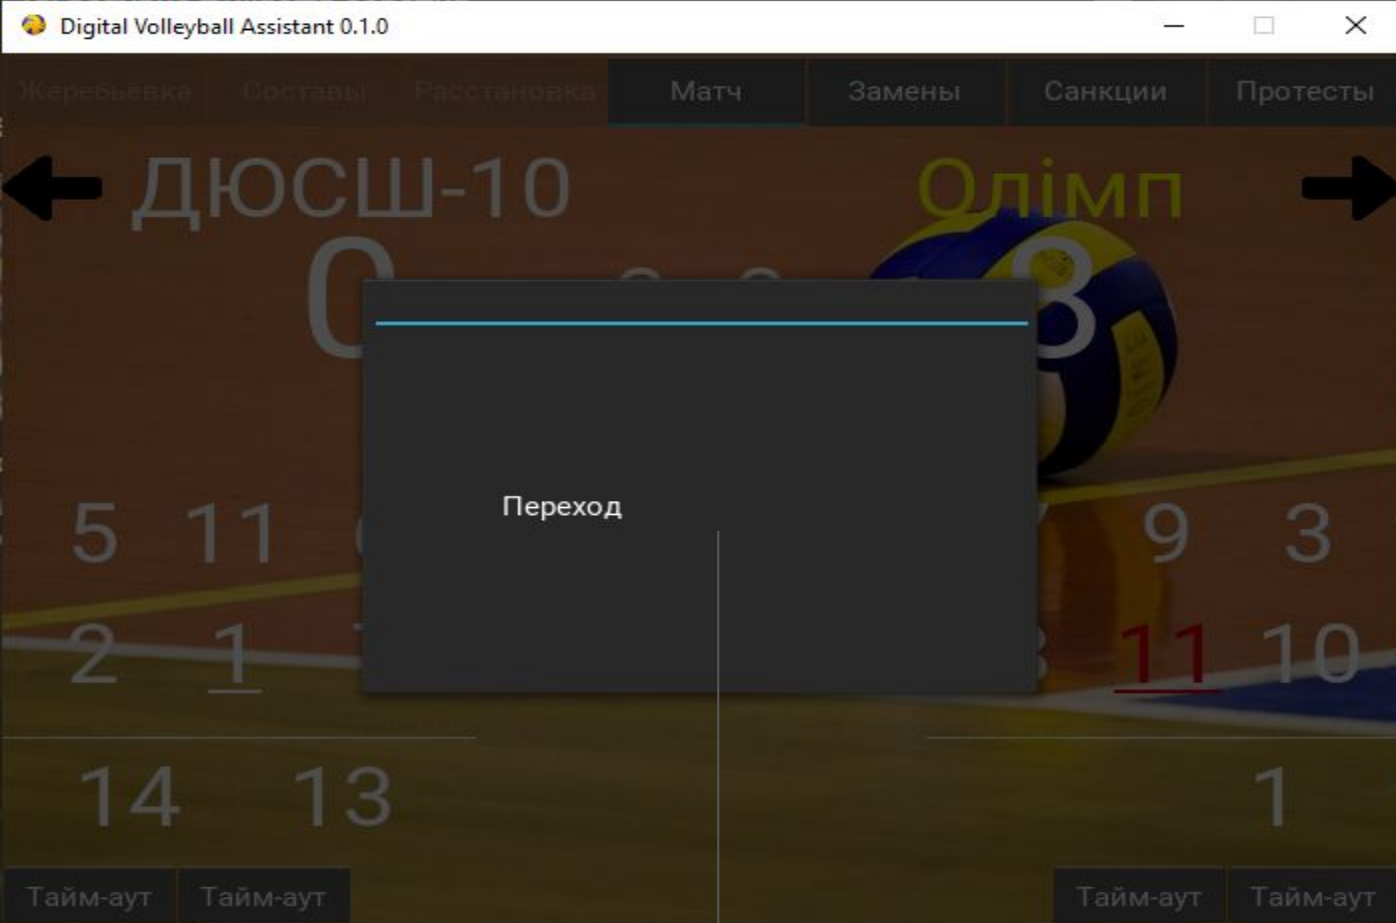 Digital Volleyball Assistant 0.1.0
Жеребьевка Составы Расстановка Матч Замены Санкции Протесты
ДЮСШ-10 Олімп
0 8
5 11 9 3
2 1 11 10
14 13 1
Переход
Тайм-аут Тайм-аут Тайм-аут Тайм-аут